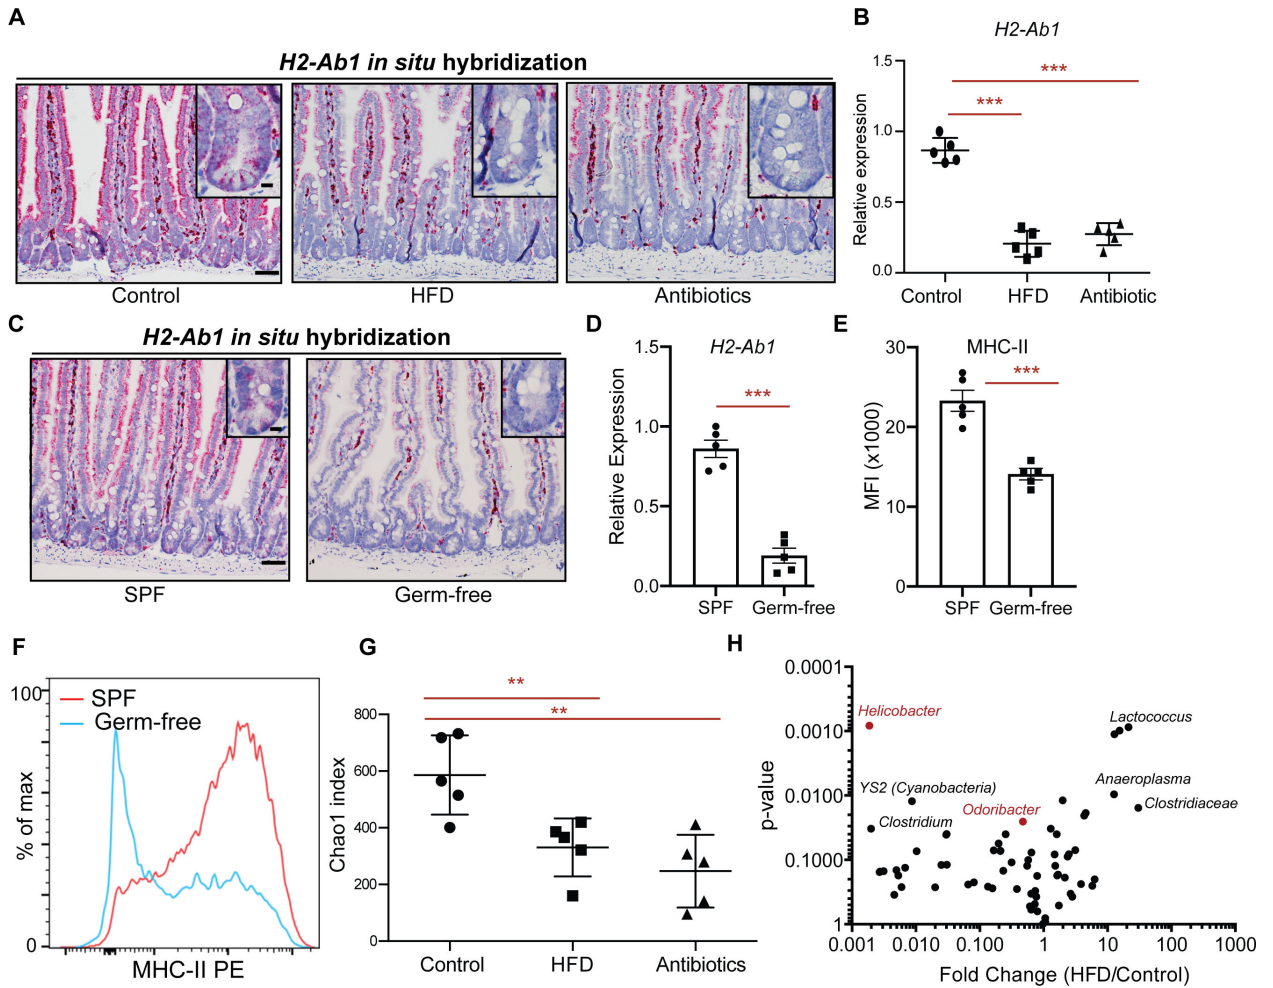 A
H2-Ab1 in situ hybridization
Control
HFD
Antibiotics
B
H2-Ab1
Relative expression
1.5
1.0
0.5
0.0
***
***
Control
HFD
Antibiotic
C
H2-Ab1 in situ hybridization
SPF
Germ-free
D
H2-Ab1
Relative Expression
1.5
1.0
0.5
0.0
***
SPF
Germ-free
E
MHC-II
MFI (x1000)
30
20
10
0
***
SPF
Germ-free
F
SPF
Germ-free
% of max
100
0
MHC-II PE
G
Chao1 index
800
600
400
200
0
**
**
Control
HFD
Antibiotics
H
p-value
0.0001
0.0010
0.0100
0.1000
1
Helicobacter
Lactococcus
YS2 (Cyanobacteria)
Anaeroplasma
Odoribacter
Clostridiaceae
Clostridium
0.001
0.010
0.100
1
10
100
1000
Fold Change (HFD/Control)